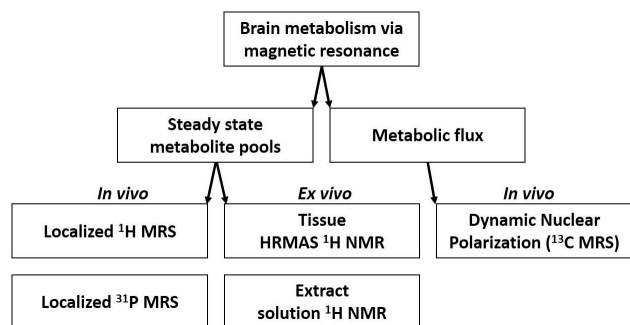 Brain metabolism via
magnetic resonance
Steady state
metabolite pools
Metabolic flux
In vivo
Ex vivo
In vivo
Localized ¹H MRS
Tissue
HRMAS ¹H NMR
Dynamic Nuclear
Polarization (¹³C MRS)
Localized ³¹P MRS
Extract
solution ¹H NMR